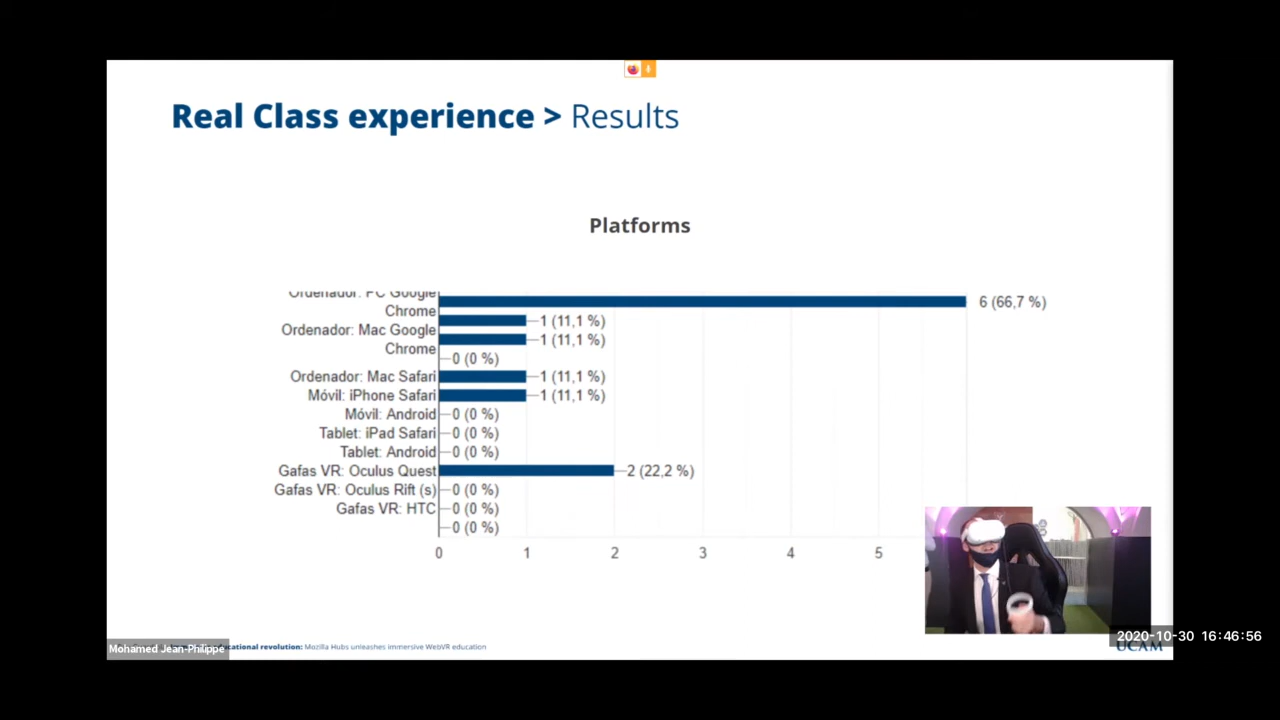 Real Class experience > Results
Platforms
Ordenador: PC Google
Chrome
6 (66,7 %)
1 (11,1 %)
Ordenador: Mac Google
Chrome
1 (11,1 %)
0 (0 %)
Ordenador: Mac Safari
1 (11,1 %)
Móvil: iPhone Safari
1 (11,1 %)
Móvil: Android
0 (0 %)
Tablet: iPad Safari
0 (0 %)
Tablet: Android
0 (0 %)
Gafas VR: Oculus Quest
2 (22,2 %)
Gafas VR: Oculus Rift (s)
0 (0 %)
Gafas VR: HTC
0 (0 %)
0 (0 %)
0 1 2 3 4 5
2020-10-30 16:46:56
UCAM
Mohamed Jean-Philippe
cational revolution: Mozilla Hubs unleashes immersive WebVR education